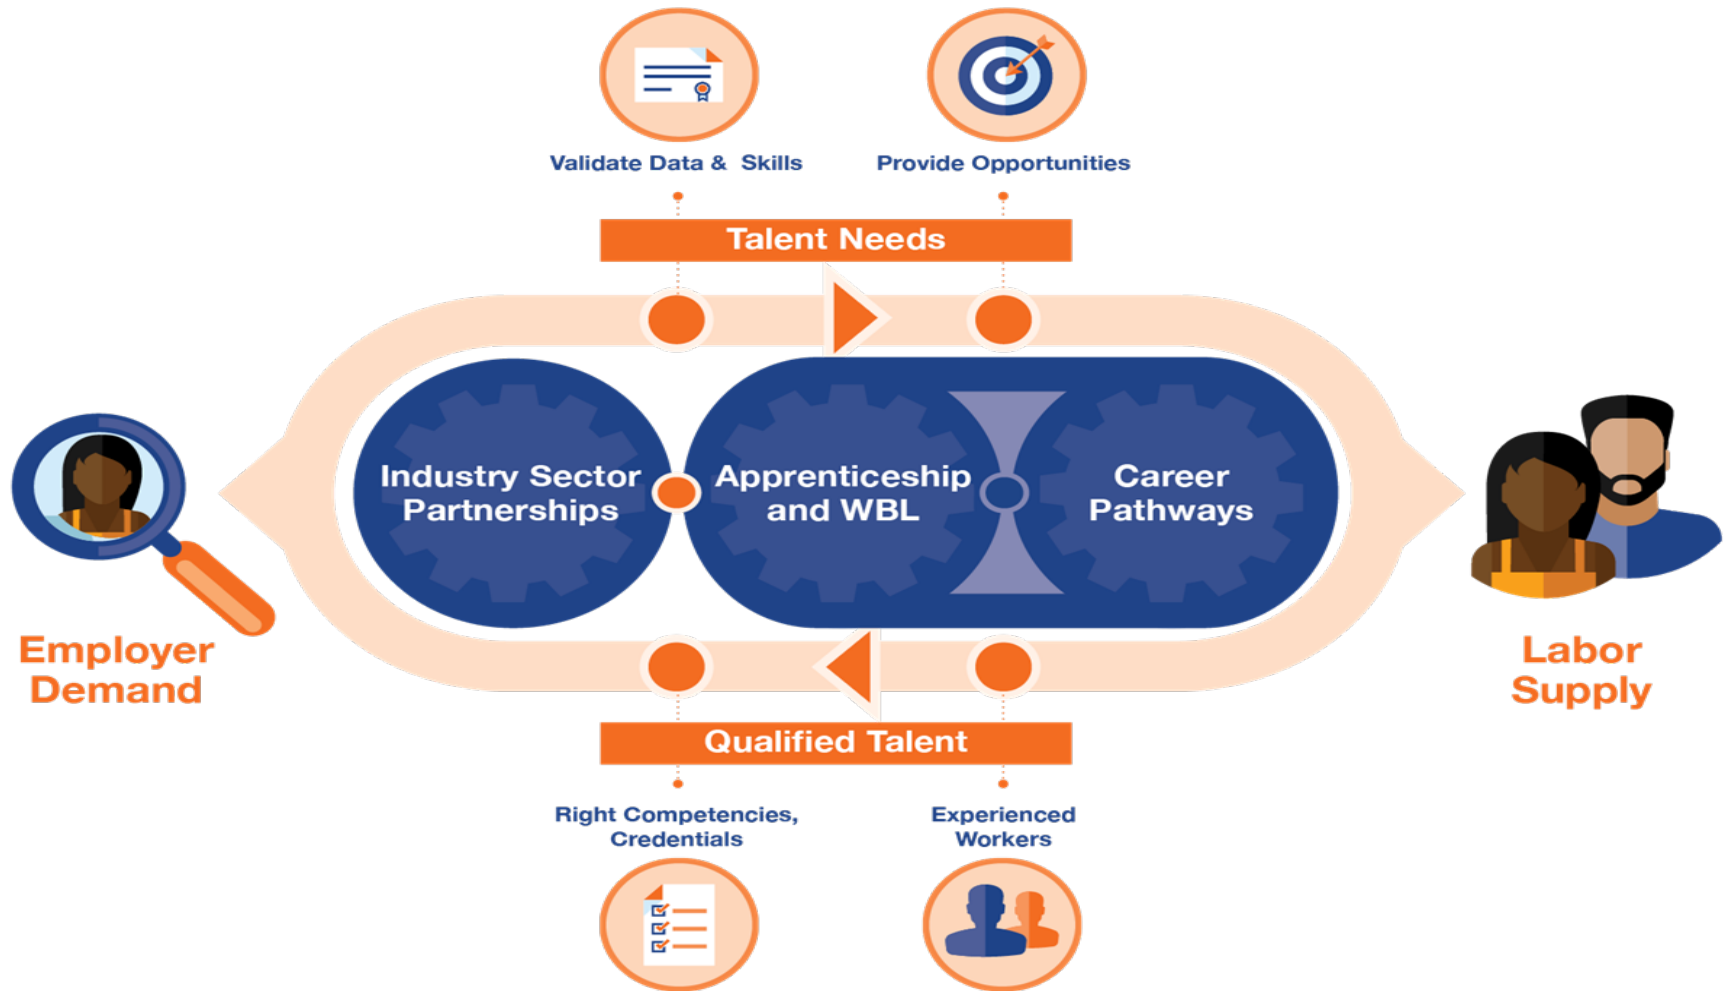 Validate Data & Skills
Provide Opportunities
Talent Needs
Industry Sector
Partnerships
Apprenticeship
and WBL
Career
Pathways
Employer
Demand
Labor
Supply
Qualified Talent
Right Competencies,
Credentials
Experienced
Workers